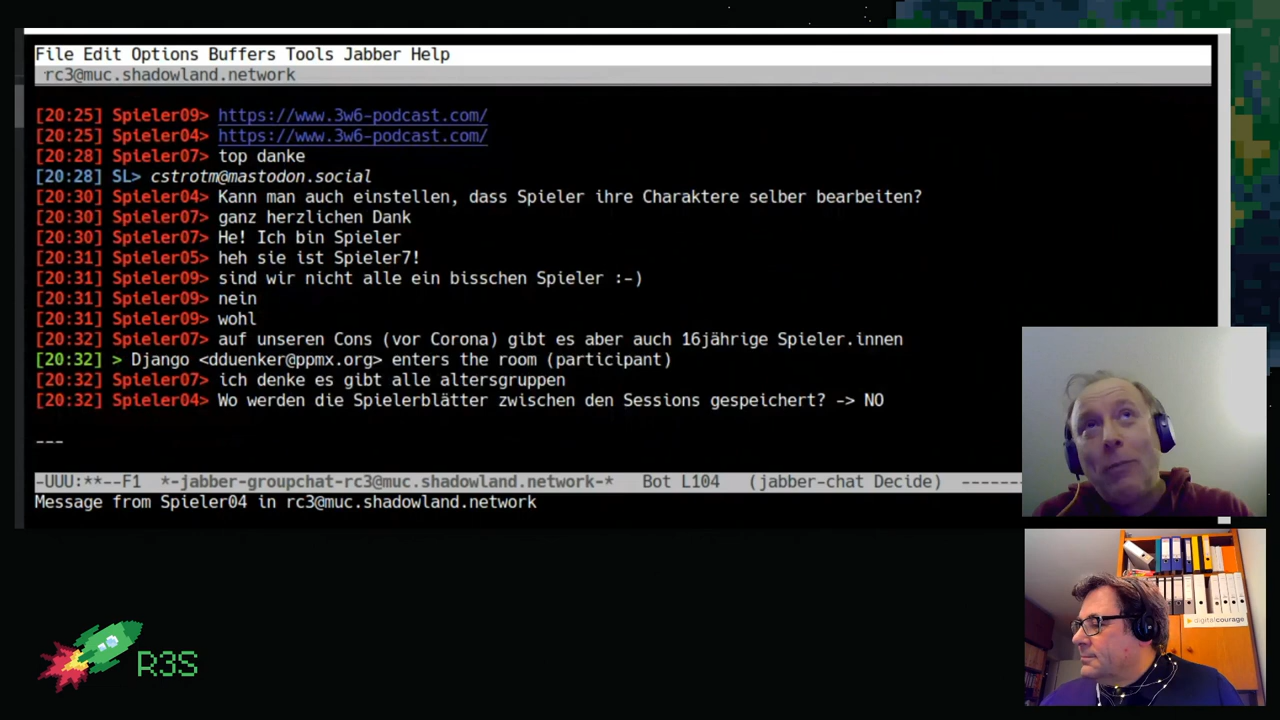 File Edit Options Buffers Tools Jabber Help
rc3@muc.shadowland.network
[20:25] Spieler09> https://www.3w6-podcast.com/
[20:25] Spieler04> https://www.3w6-podcast.com/
[20:28] Spieler07> top danke
[20:28] SL> cstrotm@mastodon.social
[20:30] Spieler04> Kann man auch einstellen, dass Spieler ihre Charaktere selber bearbeiten?
[20:30] Spieler07> ganz herzlichen Dank
[20:30] Spieler07> He! Ich bin Spieler
[20:31] Spieler05> heh sie ist Spieler7!
[20:31] Spieler09> sind wir nicht alle ein bisschen Spieler :-)
[20:31] Spieler09> nein
[20:31] Spieler09> wohl
[20:32] Spieler07> auf unseren Cons (vor Corona) gibt es aber auch 16jährige Spieler.innen
[20:32] > Django <dduenker@ppmx.org> enters the room (participant)
[20:32] Spieler07> ich denke es gibt alle altersgruppen
[20:32] Spieler04> Wo werden die Spielerblätter zwischen den Sessions gespeichert? -> NO
---
-UUU:**--F1 *-jabber-groupchat-rc3@muc.shadowland.network-* Bot L104 (jabber-chat Decide) ------
Message from Spieler04 in rc3@muc.shadowland.network
digitalcourage
R3S